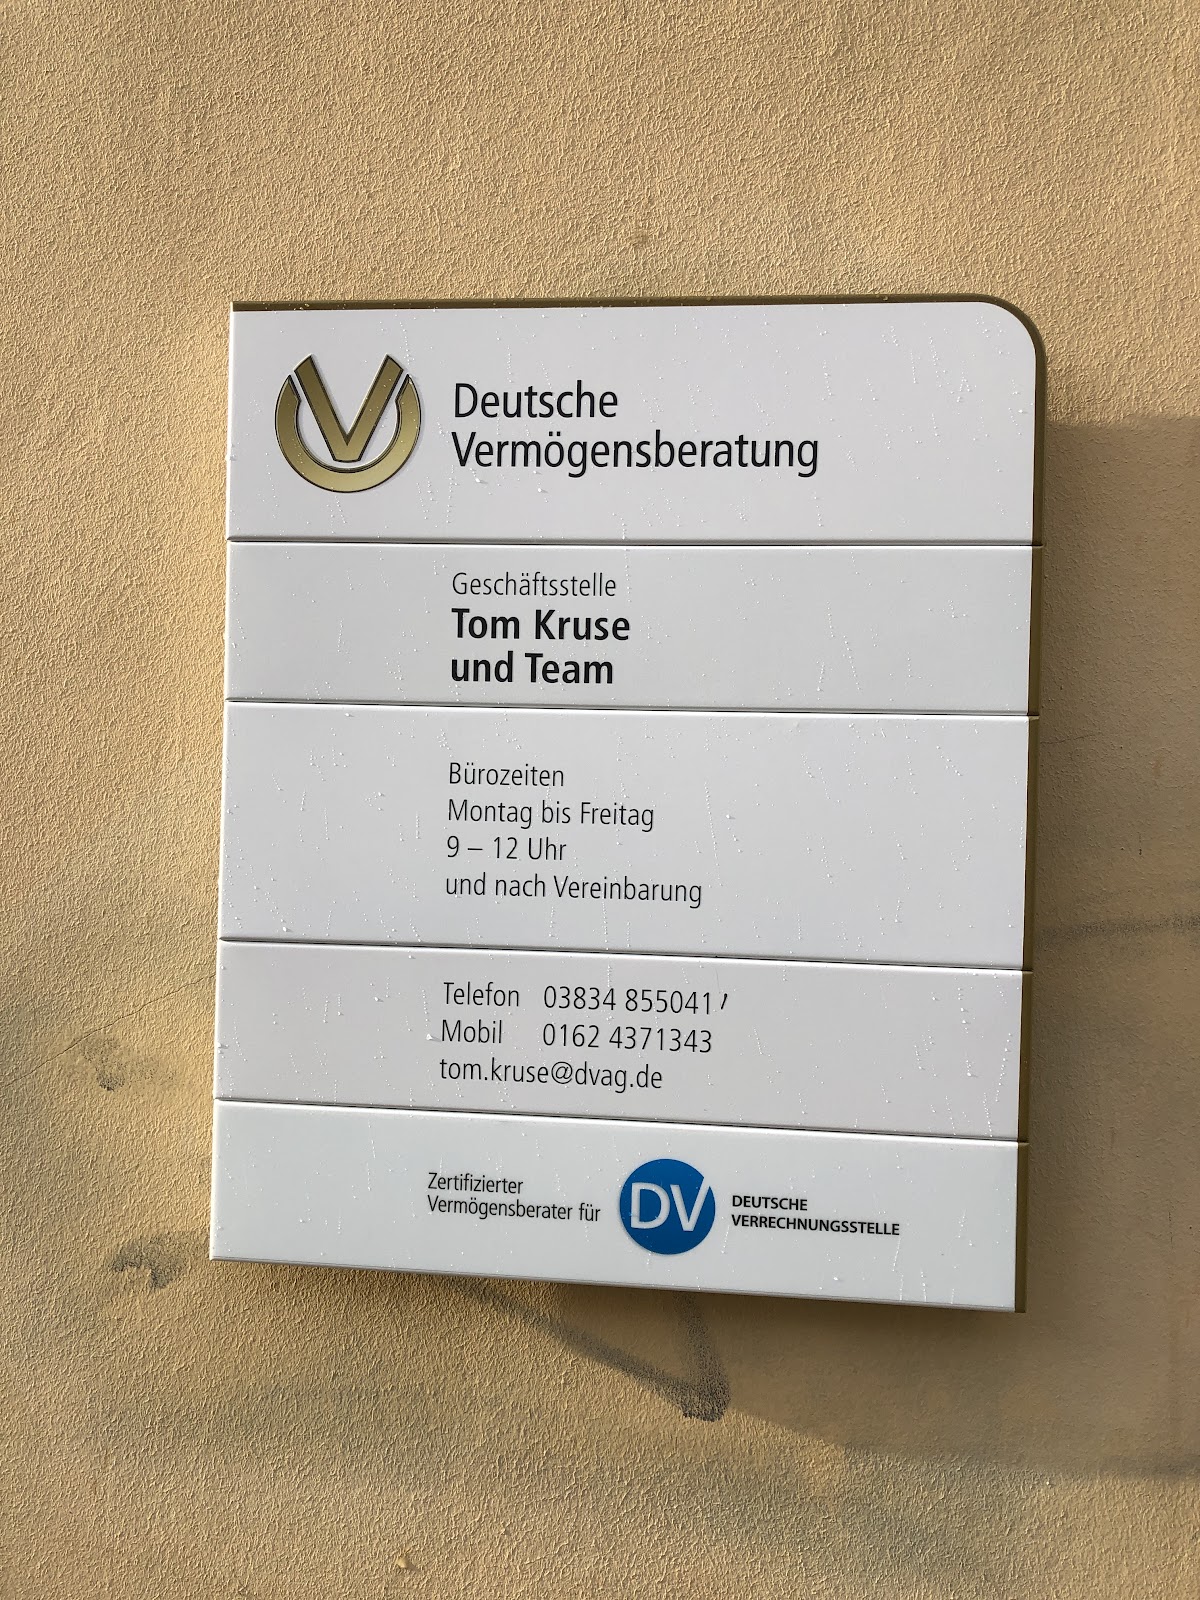 Deutsche
Vermögensberatung
Geschäftsstelle
Tom Kruse
und Team
Bürozeiten
Montag bis Freitag
9 – 12 Uhr
und nach Vereinbarung
Telefon 03834 855041
Mobil 0162 4371343
tom.kruse@dvag.de
Zertifizierter
Vermögensberater für
DV
DEUTSCHE
VERRECHNUNGSSTELLE